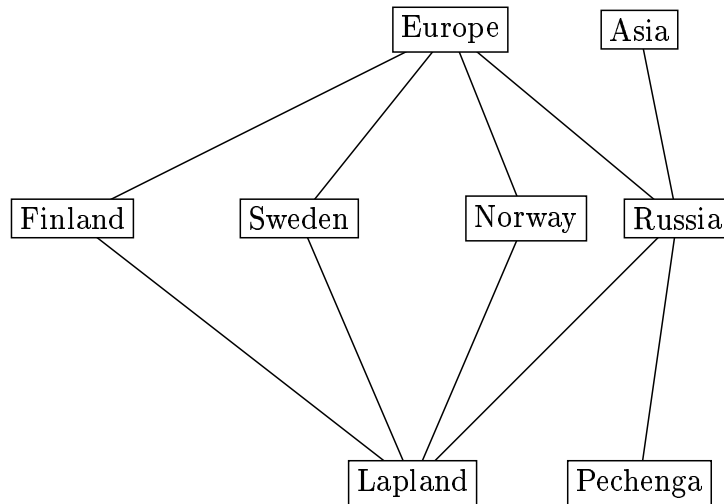 Europe
Asia
Finland
Sweden
Norway
Russia
Lapland
Pechenga